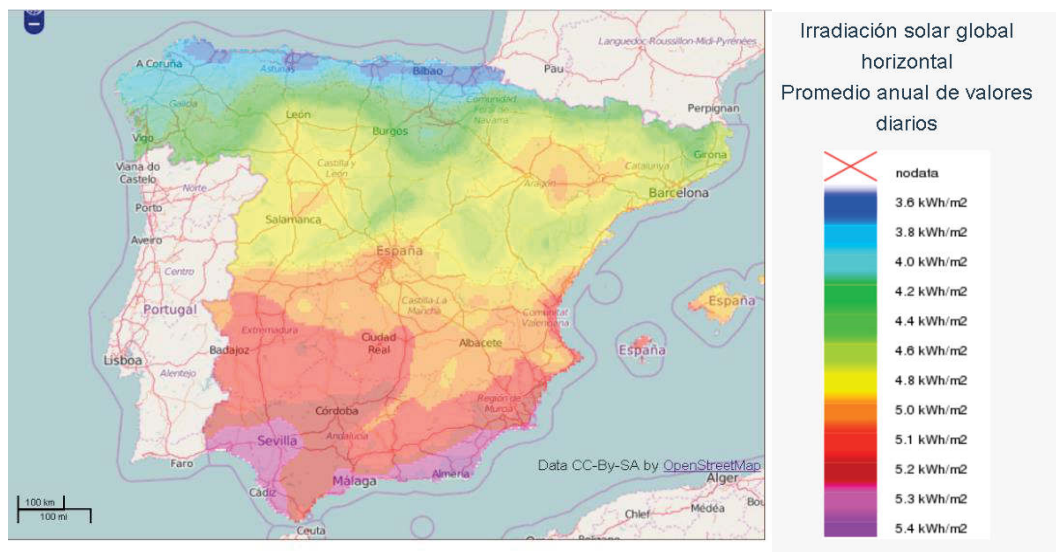 Languedoc-Roussillon-Midi-Pyrénées
A Coruña
Asturias
Bilbao
Pau
Perpignan
Galicia
León
Burgos
Comunidad
Foral de
Navarra
Vigo
Girona
Viana do
Castelo
Norte
Castilla y
León
Aragón
Catalunya
Barcelona
Porto
Salamanca
Aveiro
España
Centro
Castilla-La
Mancha
Comunitat
Valenciana
España
Portugal
Extremadura
Ciudad
Real
Albacete
España
Lisboa
Badajoz
Alentejo
Córdoba
Región de
Murcia
Sevilla
Andalucía
Faro
Almería
Málaga
Cádiz
Data CC-By-SA by OpenStreetMap
Alger
Médéa
Chlef
Ceuta
100 km
100 mi
Irradiación solar global
horizontal
Promedio anual de valores
diarios
nodata
3.6 kWh/m2
3.8 kWh/m2
4.0 kWh/m2
4.2 kWh/m2
4.4 kWh/m2
4.6 kWh/m2
4.8 kWh/m2
5.0 kWh/m2
5.1 kWh/m2
5.2 kWh/m2
5.3 kWh/m2
5.4 kWh/m2